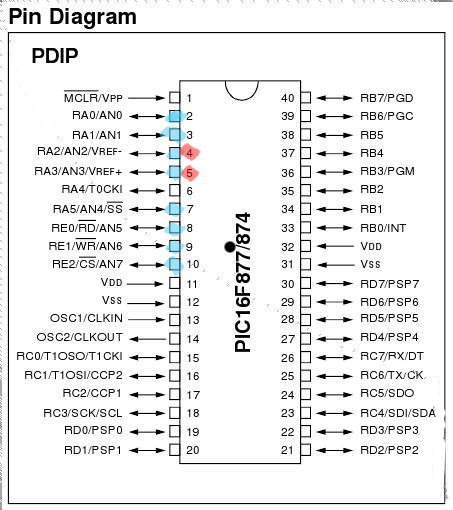 Pin Diagram
PDIP
MCLR/VPP 1 40 RB7/PGD
RA0/AN0 2 39 RB6/PGC
RA1/AN1 3 38 RB5
RA2/AN2/VREF- 4 37 RB4
RA3/AN3/VREF+ 5 36 RB3/PGM
RA4/T0CKI 6 35 RB2
RA5/AN4/SS 7 34 RB1
RE0/RD/AN5 8 33 RB0/INT
RE1/WR/AN6 9 32 VDD
RE2/CS/AN7 10 31 VSS
VDD 11 30 RD7/PSP7
VSS 12 29 RD6/PSP6
OSC1/CLKIN 13 28 RD5/PSP5
OSC2/CLKOUT 14 27 RD4/PSP4
RC0/T1OSO/T1CKI 15 26 RC7/RX/DT
RC1/T1OSI/CCP2 16 25 RC6/TX/CK
RC2/CCP1 17 24 RC5/SDO
RC3/SCK/SCL 18 23 RC4/SDI/SDA
RD0/PSP0 19 22 RD3/PSP3
RD1/PSP1 20 21 RD2/PSP2
PIC16F877/874